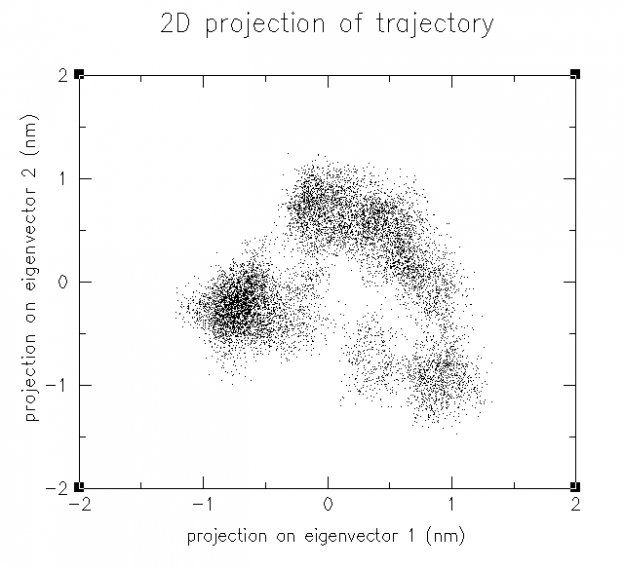 2D projection of trajectory
projection on eigenvector 2 (nm)
2
1
0
−1
−2
−2 −1 0 1 2
projection on eigenvector 1 (nm)